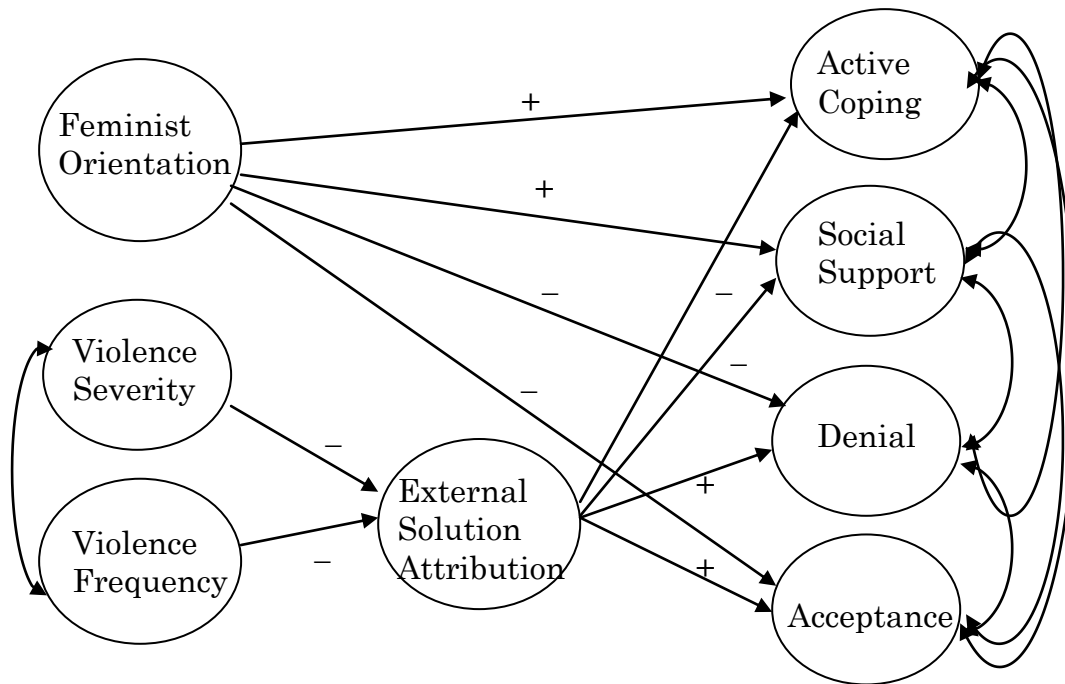 Feminist
Orientation
Violence
Severity
Violence
Frequency
External
Solution
Attribution
Active
Coping
Social
Support
Denial
Acceptance
+
+
–
–
–
–
–
–
+
+